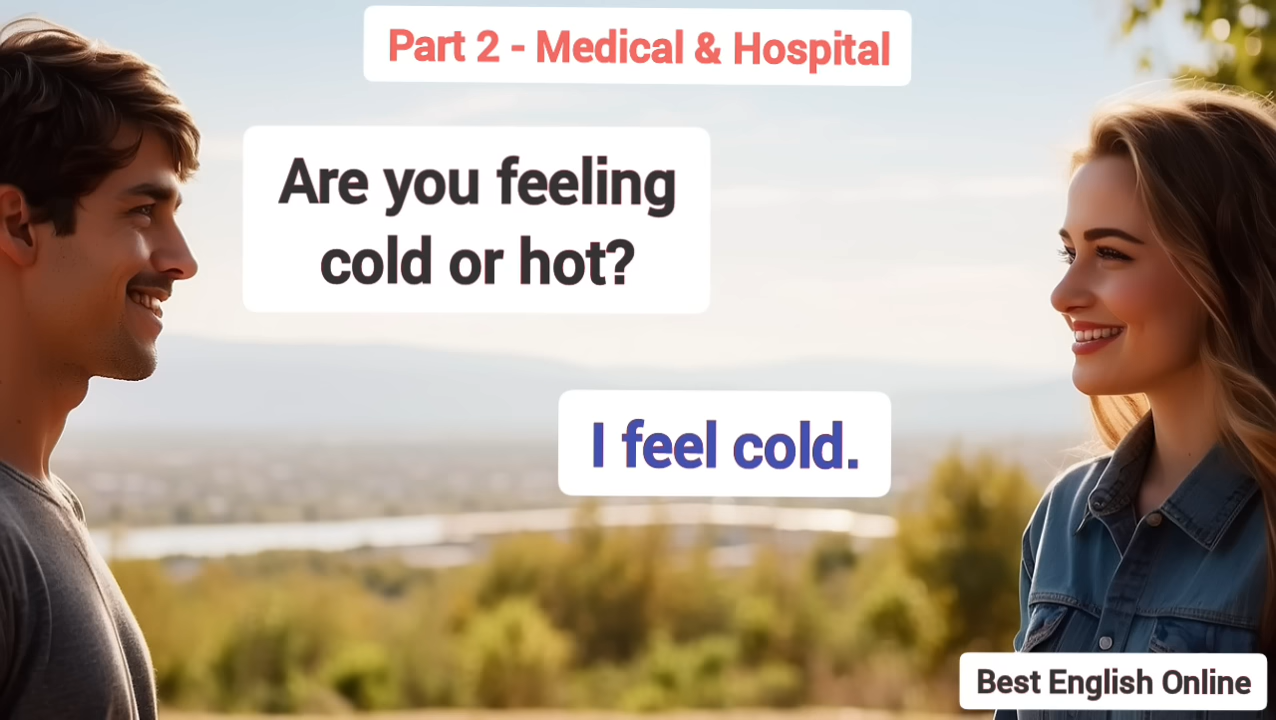 Part 2 - Medical & Hospital
Are you feeling
cold or hot?
I feel cold.
Best English Online